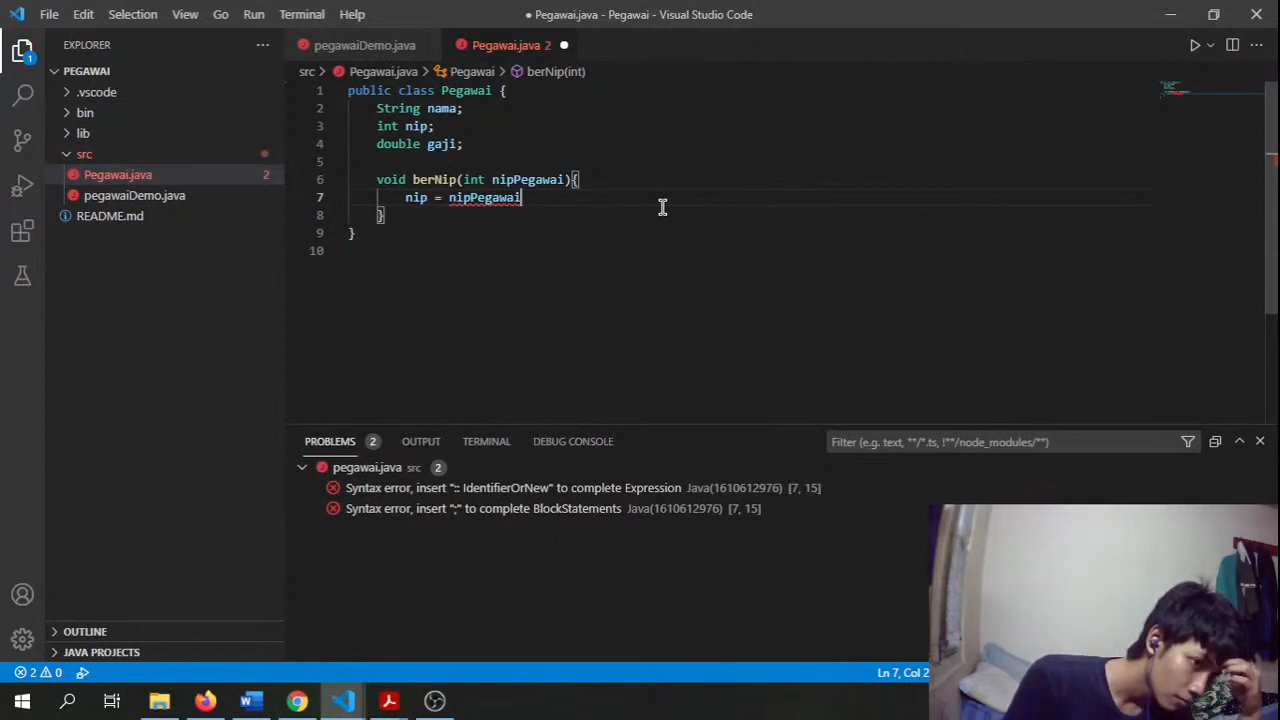 File Edit Selection View Go Run Terminal Help
● Pegawai.java - Pegawai - Visual Studio Code
EXPLORER
PEGAWAI
.vscode
bin
lib
src
Pegawai.java 2
pegawaiDemo.java
README.md
OUTLINE
JAVA PROJECTS
1
pegawaiDemo.java
Pegawai.java 2
src > Pegawai.java > Pegawai > berNip(int)
1 public class Pegawai {
2 String nama;
3 int nip;
4 double gaji;
5
6 void berNip(int nipPegawai){
7 nip = nipPegawai
8 }
9 }
10
PROBLEMS 2 OUTPUT TERMINAL DEBUG CONSOLE
Filter (e.g. text, **/*.ts, !**/node_modules/**)
pegawai.java src 2
Syntax error, insert ":: IdentifierOrNew" to complete Expression Java(1610612976) [7, 15]
Syntax error, insert ";" to complete BlockStatements Java(1610612976) [7, 15]
2 0
Ln 7, Col 2